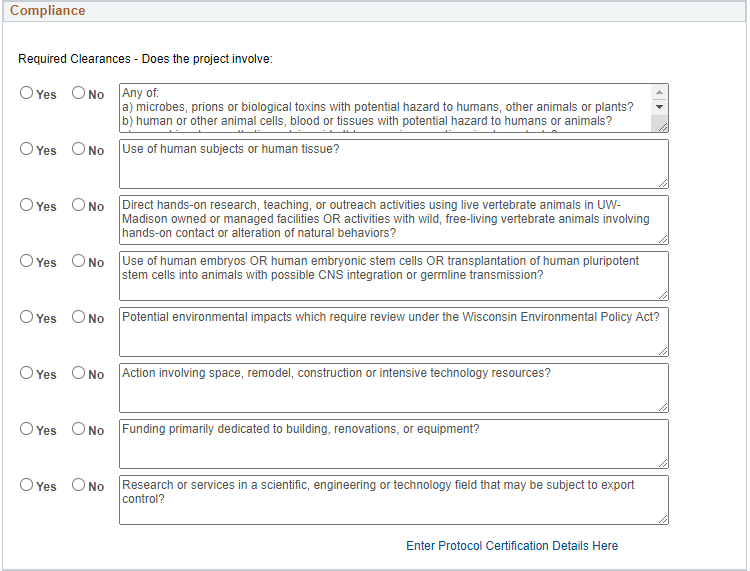 Compliance
Required Clearances - Does the project involve:
Yes No Any of:
a) microbes, prions or biological toxins with potential hazard to humans, other animals or plants?
b) human or other animal cells, blood or tissues with potential hazard to humans or animals?
Yes No Use of human subjects or human tissue?
Yes No Direct hands-on research, teaching, or outreach activities using live vertebrate animals in UW-
Madison owned or managed facilities OR activities with wild, free-living vertebrate animals involving
hands-on contact or alteration of natural behaviors?
Yes No Use of human embryos OR human embryonic stem cells OR transplantation of human pluripotent
stem cells into animals with possible CNS integration or germline transmission?
Yes No Potential environmental impacts which require review under the Wisconsin Environmental Policy Act?
Yes No Action involving space, remodel, construction or intensive technology resources?
Yes No Funding primarily dedicated to building, renovations, or equipment?
Yes No Research or services in a scientific, engineering or technology field that may be subject to export
control?
Enter Protocol Certification Details Here